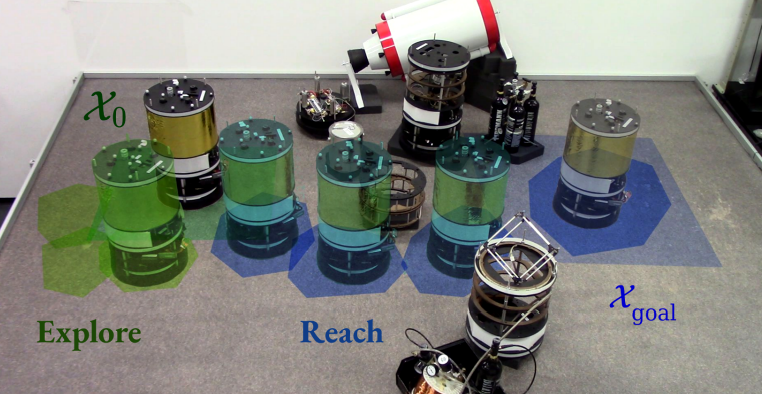 𝒳₀
Explore
Reach
𝒳goal